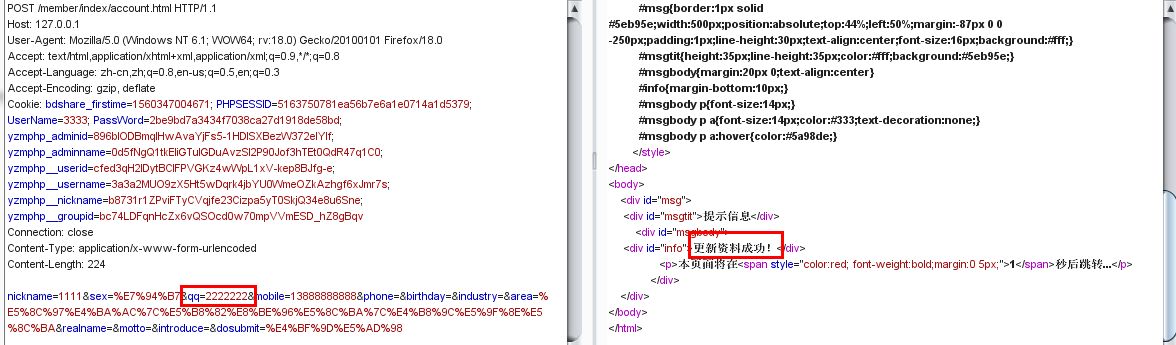 POST /member/index/account.html HTTP/1.1
Host: 127.0.0.1
User-Agent: Mozilla/5.0 (Windows NT 6.1; WOW64; rv:18.0) Gecko/20100101 Firefox/18.0
Accept: text/html,application/xhtml+xml,application/xml;q=0.9,*/*;q=0.8
Accept-Language: zh-cn,zh;q=0.8,en-us;q=0.5,en;q=0.3
Accept-Encoding: gzip, deflate
Cookie: bdshare_firstime=1560347004671; PHPSESSID=5163750781ea56b7e6a1e0714a1d5379;
UserName=3333; PassWord=2be9bd7a3434f7038ca27d1918de58bd;
yzmphp_adminid=896blODBmqlHwAvaYjFs5-1HDlSXBezW372elYlf;
yzmphp_adminname=0d5fNgQ1tkEliGTulGDuAvzSl2P90Jof3hTEt0QdR47q1C0;
yzmphp__userid=cfed3qH2lDytBClFPVGKz4wWpL1xV-kep8BJfg-e;
yzmphp__username=3a3a2MUO9zX5Ht5wDqrk4jbYU0WmeOZkAzhgf6xJmr7s;
yzmphp__nickname=b8731r1ZPviFTyCVqjfe23Cizpa5yT0SkjQ34e8u6Sne;
yzmphp__groupid=bc74LDFqnHcZx6vQSOcd0w70mpVVmESD_hZ8gBqv
Connection: close
Content-Type: application/x-www-form-urlencoded
Content-Length: 224
nickname=1111&sex=%E7%94%B7&qq=2222222&mobile=13888888888&phone=&birthday=&industry=&area=%
E5%8C%97%E4%BA%AC%E5%B8%82%E8%BE%96%E5%8C%BA%7C%E4%B8%9C%E5%9F%8E%E5
%8C%BA&realname=&motto=&introduce=&dosubmit=%E4%BF%9D%E5%AD%98
#msg{border:1px solid
#5eb95e;width:500px;position:absolute;top:44%;left:50%;margin:-87px 0 0
-250px;padding:1px;line-height:30px;text-align:center;font-size:16px;background:#fff;}
#msgtit{height:35px;line-height:35px;color:#fff;background:#5eb95e;}
#msgbody{margin:20px 0;text-align:center}
#info{margin-bottom:10px;}
#msgbody p{font-size:14px;}
#msgbody p a{font-size:14px;color:#333;text-decoration:none;}
#msgbody p a:hover{color:#5a98de;}
</style>
</head>
<body>
<div id="msg">
<div id="msgtit">提示信息</div>
<div id="msgbody">
<div id="info">更新资料成功！</div>
<p>本页面将在<span style="color:red; font-weight:bold;margin:0 5px;">1</span>秒后跳转...</p>
</div>
</div>
</body>
</html>